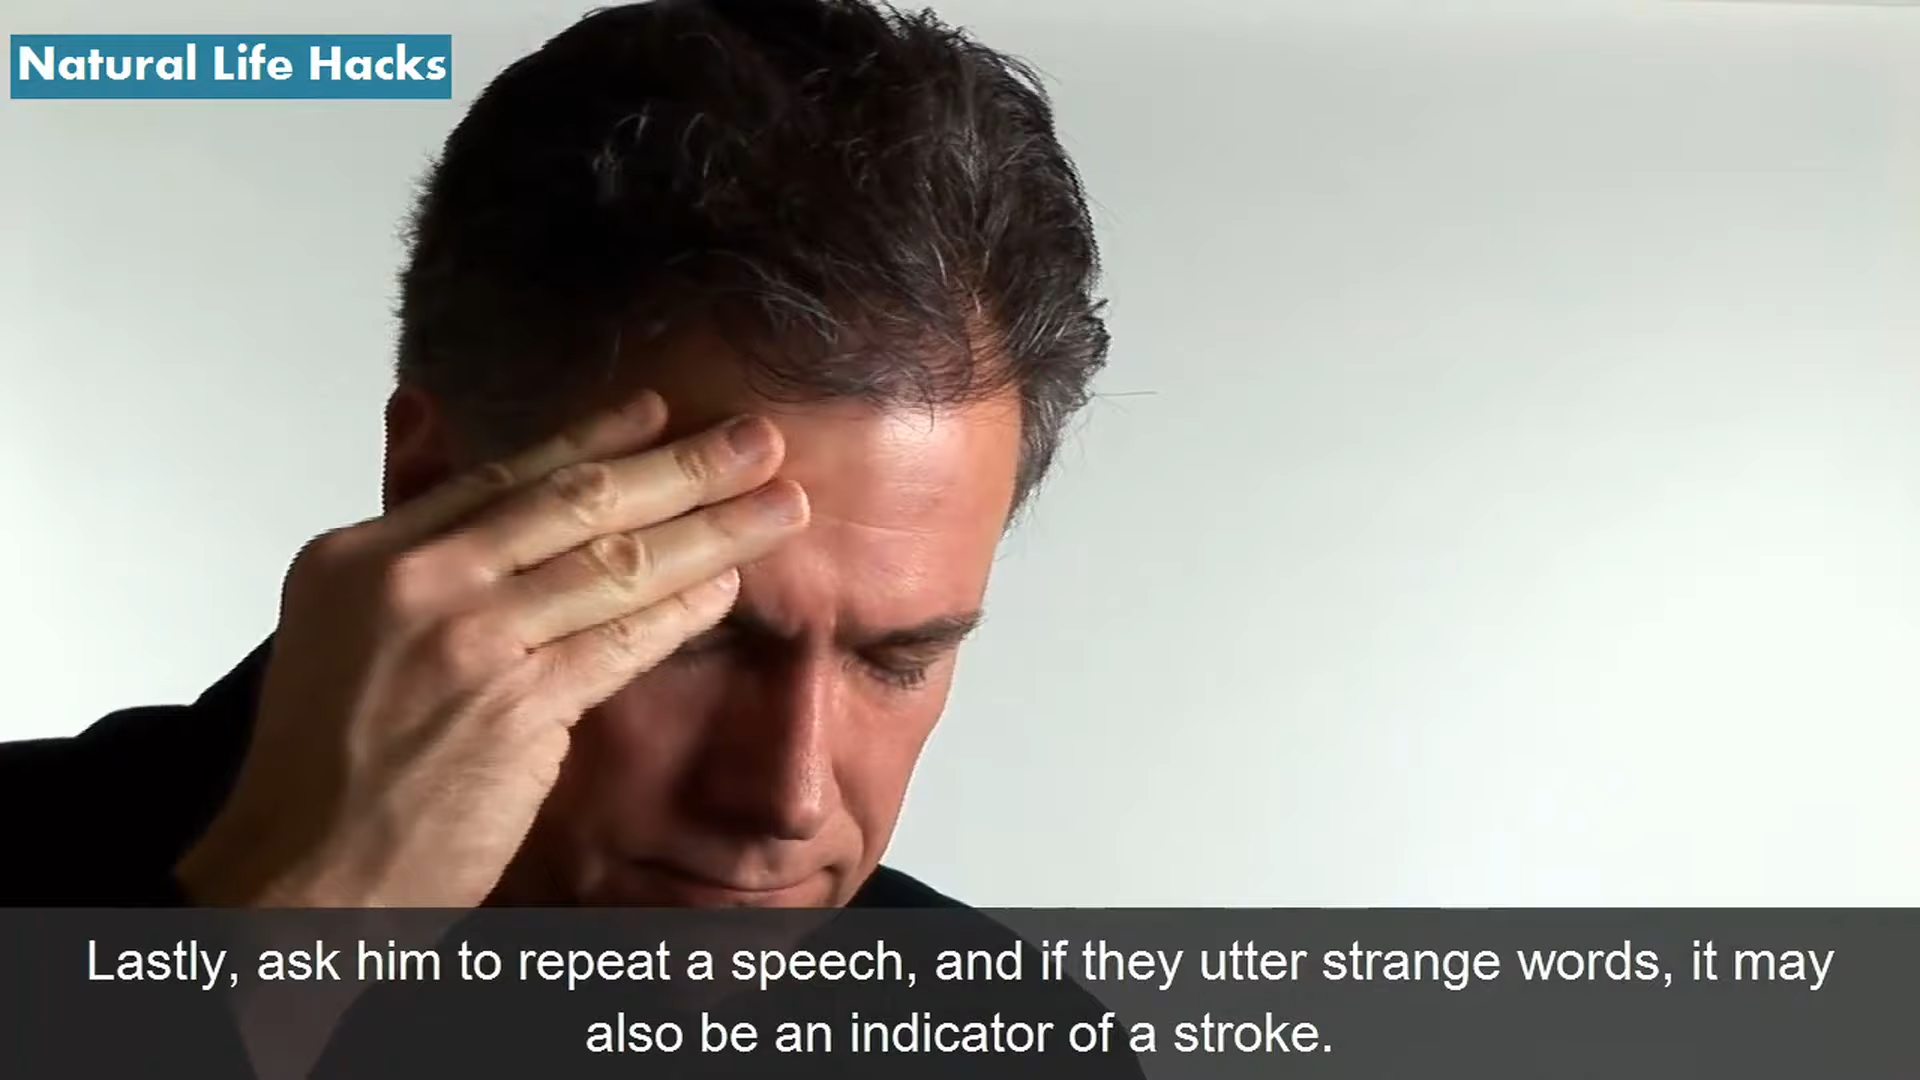 Natural Life Hacks
Lastly, ask him to repeat a speech, and if they utter strange words, it may
also be an indicator of a stroke.